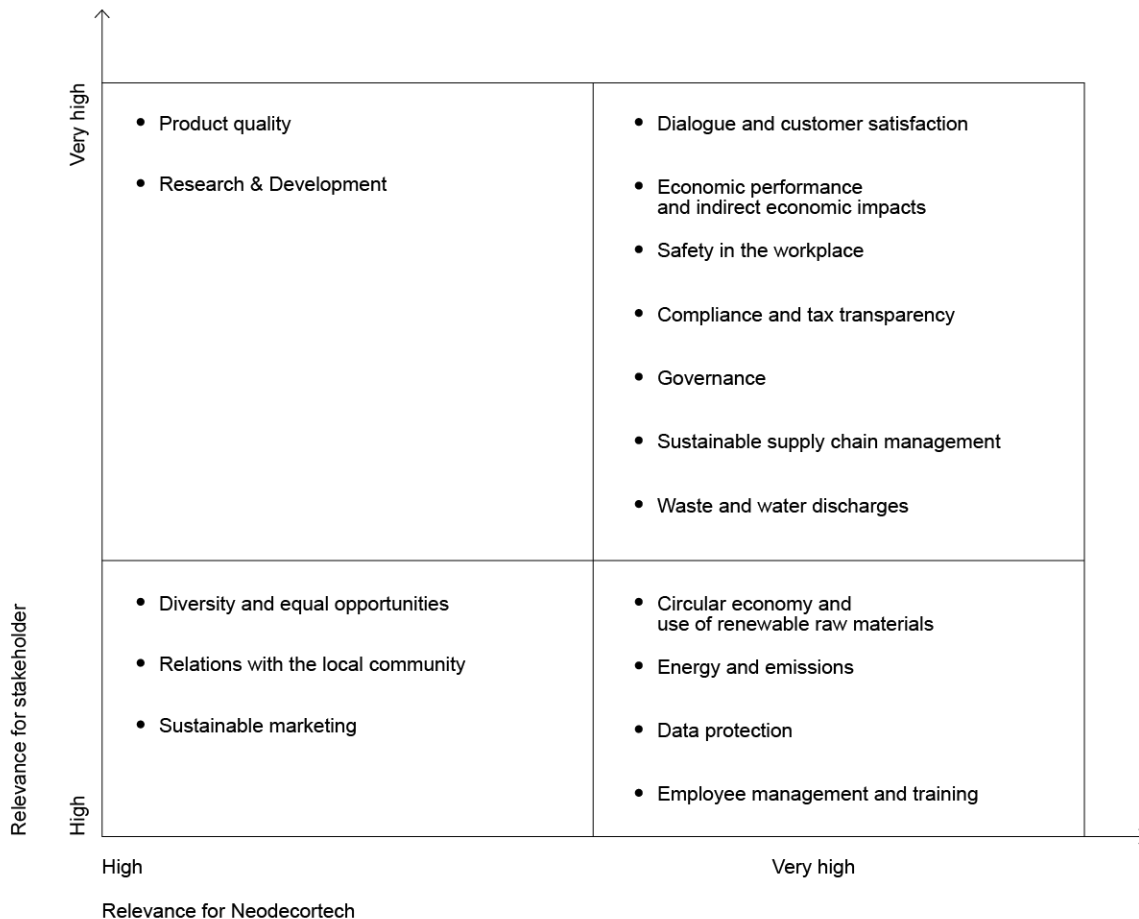 Very high
Product quality
Research & Development
Dialogue and customer satisfaction
Economic performance
and indirect economic impacts
Safety in the workplace
Compliance and tax transparency
Governance
Sustainable supply chain management
Waste and water discharges
Relevance for stakeholder
High
Diversity and equal opportunities
Relations with the local community
Sustainable marketing
Circular economy and
use of renewable raw materials
Energy and emissions
Data protection
Employee management and training
High
Very high
Relevance for Neodecortech